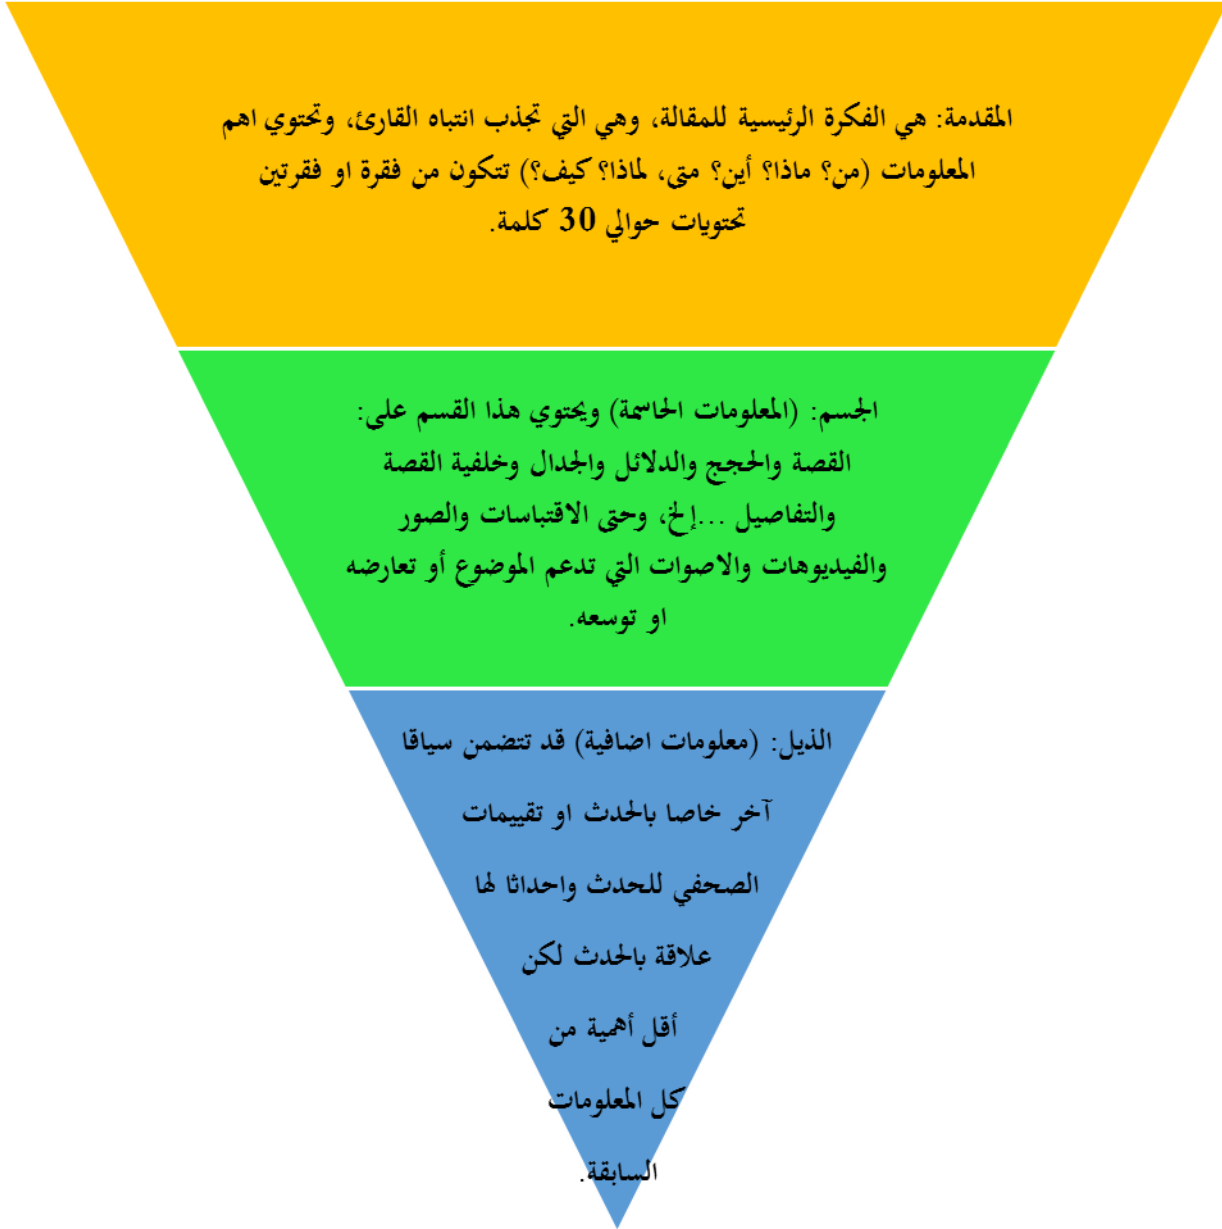 المقدمة: هي الفكرة الرئيسية للمقالة، وهي التي تجذب انتباه القارئ، وتحتوي اهم
المعلومات (من؟ ماذا؟ أين؟ متى، لماذا؟ كيف؟) تتكون من فقرة او فقرتين
تحتويات حوالي 30 كلمة.
الجسم: (المعلومات الحاسمة) ويحتوي هذا القسم على:
القصة والحجج والدلائل والجدال وخلفية القصة
والتفاصيل ...إلخ، وحتى الاقتباسات والصور
والفيديوهات والاصوات التي تدعم الموضوع أو تعارضه
او توسعه.
الذيل: (معلومات اضافية) قد تتضمن سياقا
آخر خاصا بالحدث او تقييمات
الصحفي للحدث واحداثا لها
علاقة بالحدث لكن
أقل أهمية من
كل المعلومات
السابقة.